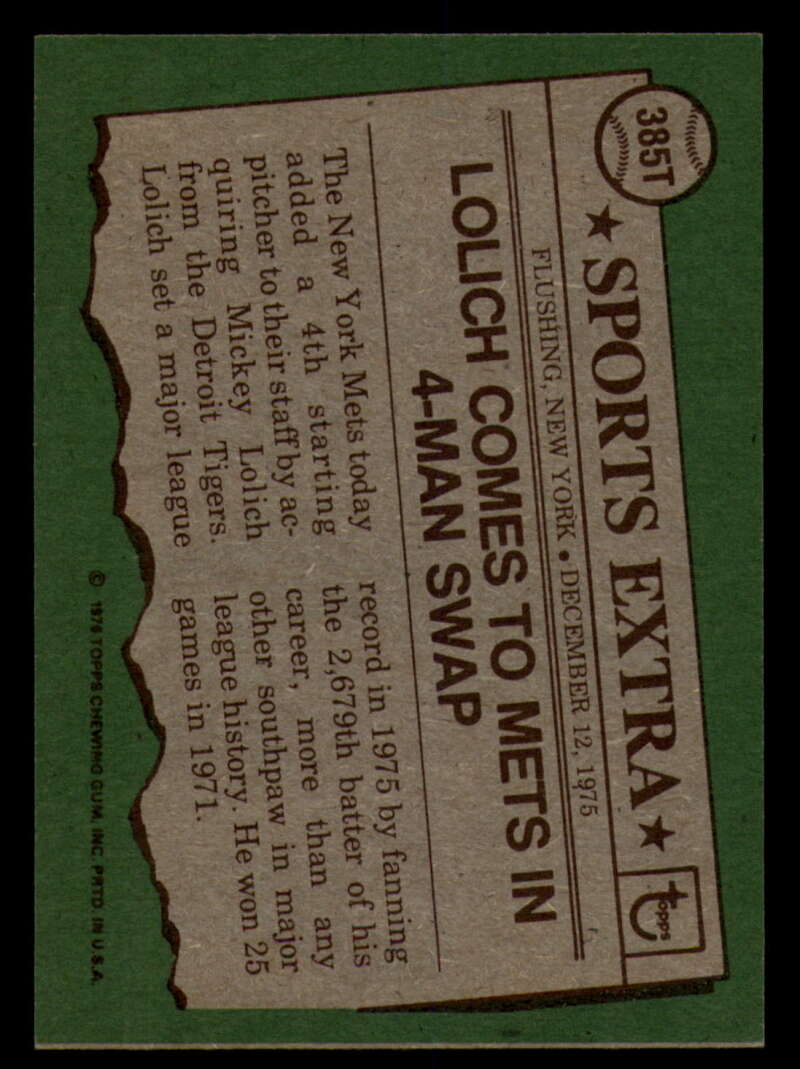 385T
★ SPORTS EXTRA ★
topps
FLUSHING, NEW YORK • DECEMBER 12, 1975
LOLICH COMES TO METS IN
4-MAN SWAP
The New York Mets today
added a 4th starting
pitcher to their staff by ac-
quiring Mickey Lolich
from the Detroit Tigers.
Lolich set a major league
record in 1975 by fanning
the 2,679th batter of his
career, more than any
other southpaw in major
league history. He won 25
games in 1971.
© 1976 TOPPS CHEWING GUM, INC. PRTD. IN U.S.A.